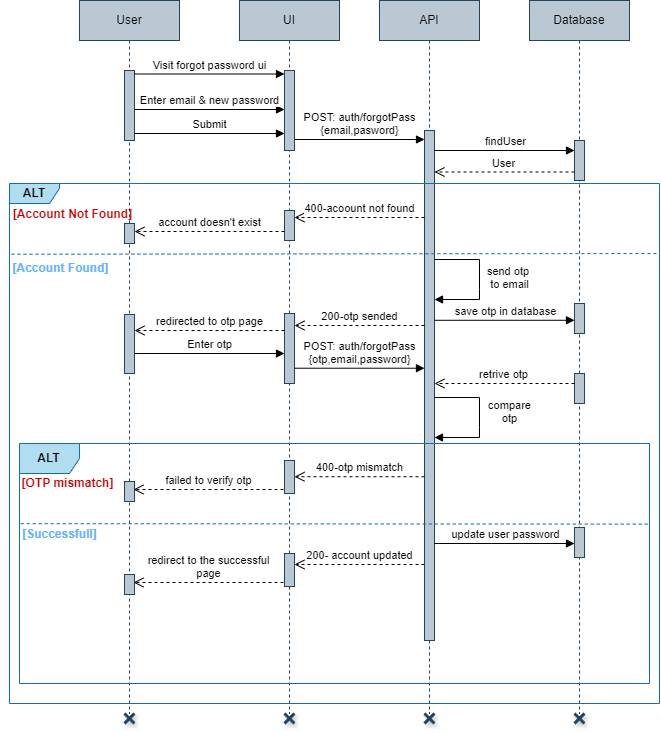 User
UI
API
Database
Visit forgot password ui
Enter email & new password
Submit
POST: auth/forgotPass
{email,pasword}
findUser
User
ALT
[Account Not Found]
400-acoount not found
account doesn't exist
[Account Found]
send otp
to email
save otp in database
200-otp sended
redirected to otp page
Enter otp
POST: auth/forgotPass
{otp,email,password}
retrive otp
compare
otp
ALT
[OTP mismatch]
400-otp mismatch
failed to verify otp
[Successfull]
update user password
200- account updated
redirect to the successful
page